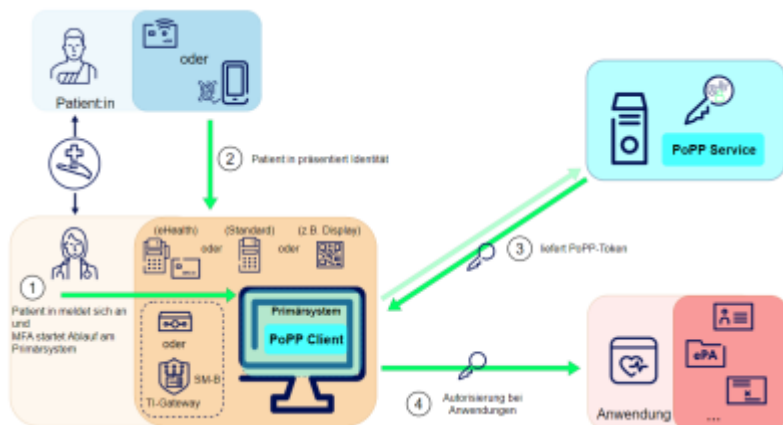 oder
Patient:in
2
Patient:in präsentiert Identität
PoPP Service
(eHealth)
(Standard)
(z.B. Display)
oder
oder
1
3
liefert PoPP-Token
Patient:in meldet sich an
und
MFA startet Ablauf am
Primärsystem
Primärsystem
PoPP Client
oder
SM-B
TI-Gateway
4
Autorisierung bei
Anwendungen
ePA
Anwendung
...